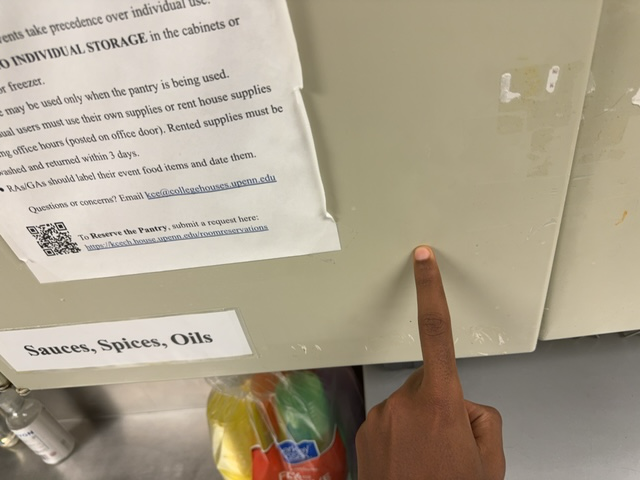 vents take precedence over individual use.
O INDIVIDUAL STORAGE in the cabinets or
or freezer.
e may be used only when the pantry is being used.
ual users must use their own supplies or rent house supplies
ng office hours (posted on office door). Rented supplies must be
washed and returned within 3 days.
• RAs/GAs should label their event food items and date them.
Questions or concerns? Email kce@collegehouses.upenn.edu
To Reserve the Pantry, submit a request here:
https://kcech.house.upenn.edu/roomreservations
Sauces, Spices, Oils